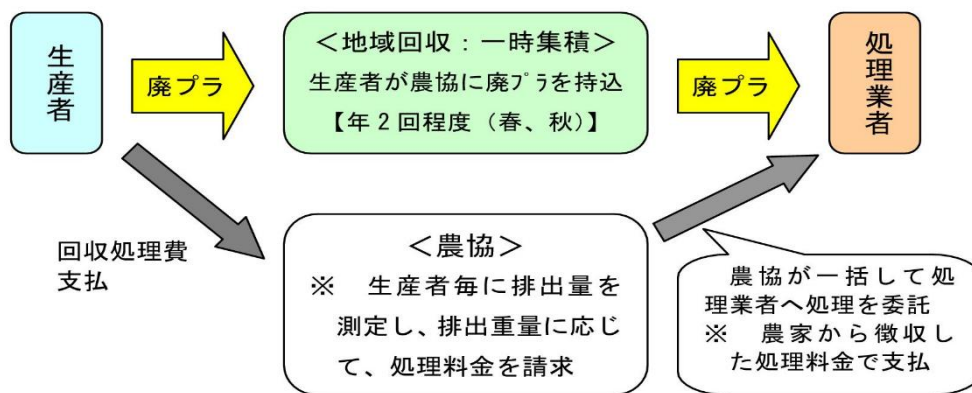 生産者
廃プラ
＜地域回収：一時集積＞
生産者が農協に廃ﾌﾟﾗを持込
【年２回程度（春、秋）】
廃プラ
処理業者
回収処理費
支払
＜農協＞
※　生産者毎に排出量を
測定し、排出重量に応じ
て、処理料金を請求
農協が一括して処
理業者へ処理を委託
※　農家から徴収し
た処理料金で支払